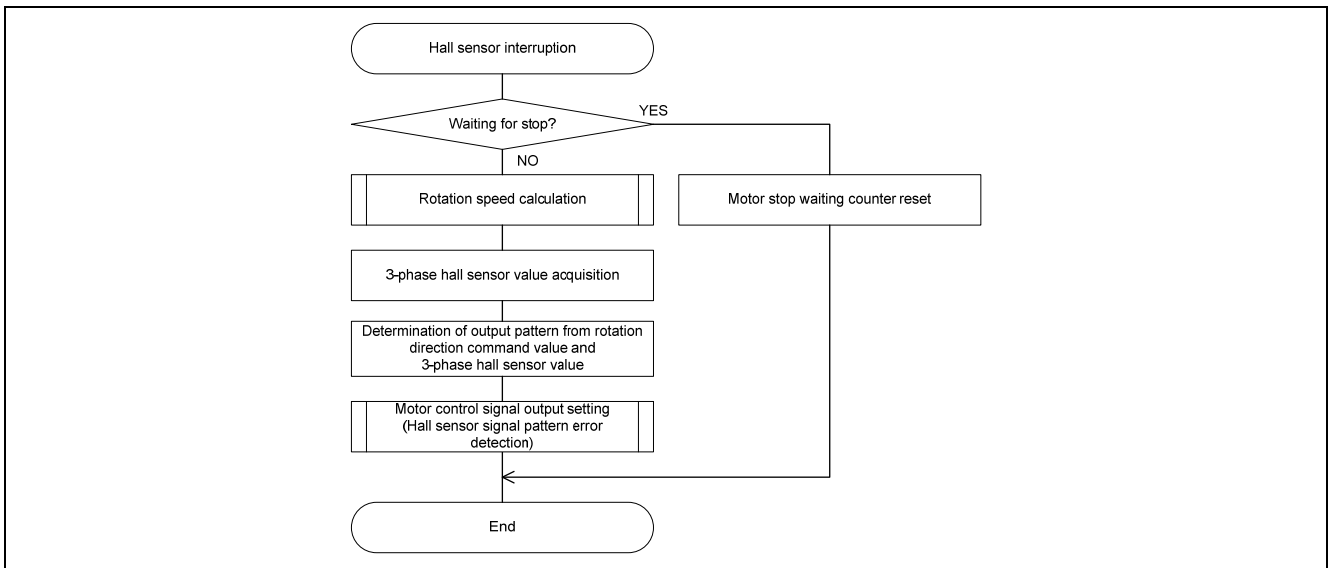 Hall sensor interruption
YES
Waiting for stop?
NO
Rotation speed calculation
Motor stop waiting counter reset
3-phase hall sensor value acquisition
Determination of output pattern from rotation
direction command value and
3-phase hall sensor value
Motor control signal output setting
(Hall sensor signal pattern error
detection)
End